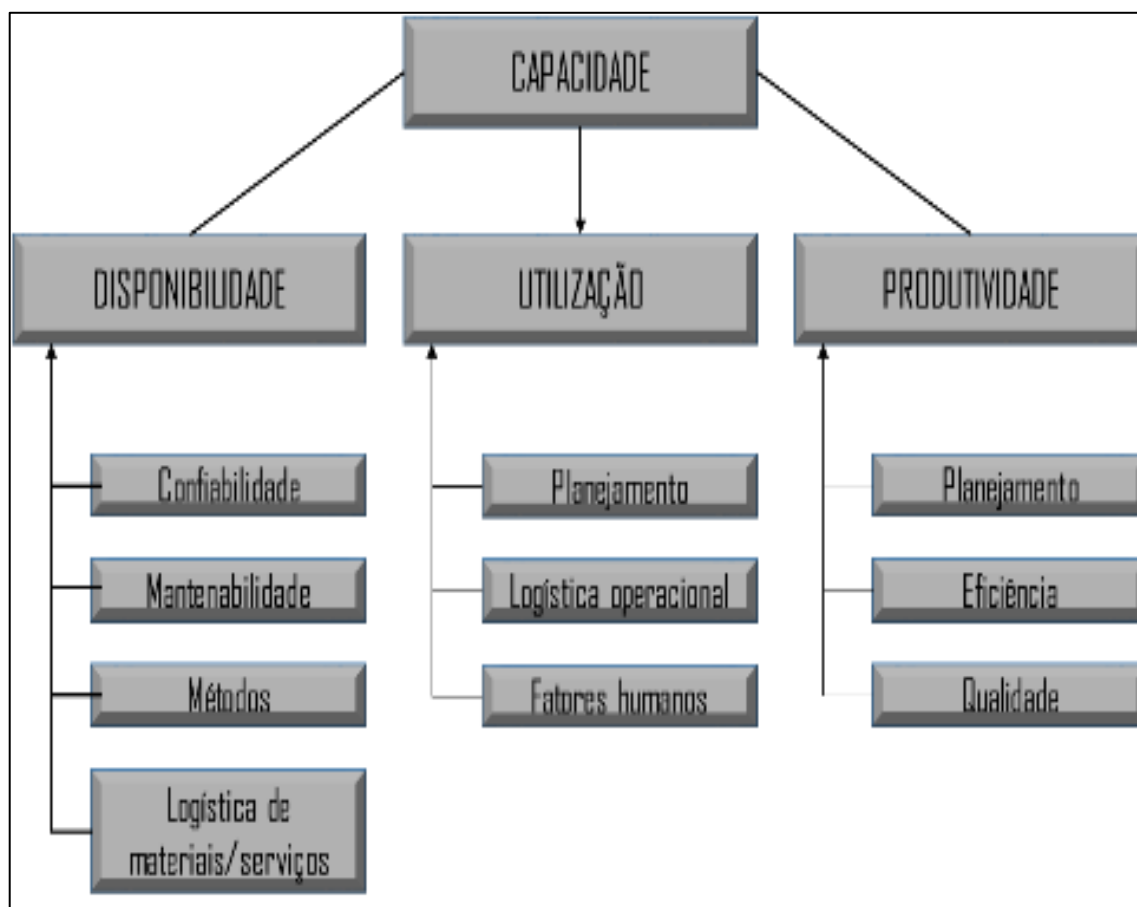 CAPACIDADE
DISPONIBILIDADE
UTILIZAÇÃO
PRODUTIVIDADE
Confiabilidade
Mantenabilidade
Métodos
Logística de
materiais/serviços
Planejamento
Logística operacional
Fatores humanos
Planejamento
Eficiência
Qualidade